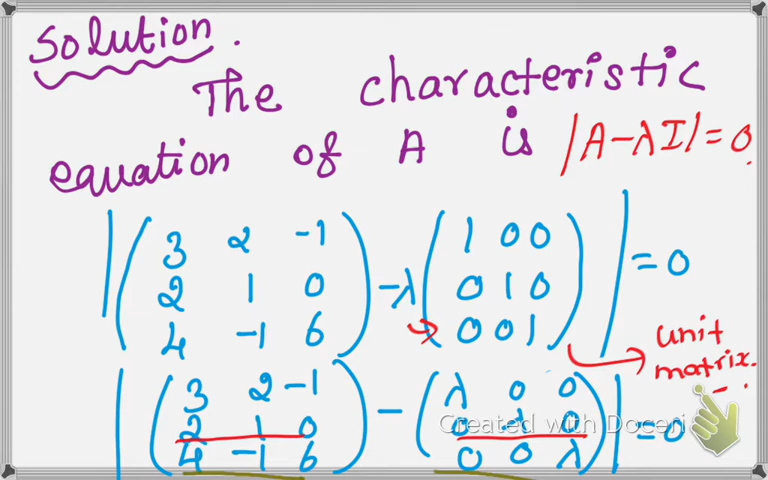 Solution.
The characteristic
equation of A is |A-λI|=0.
|(3 2 -1) -λ (1 0 0)| = 0
2 1 0 0 1 0
4 -1 6 → 0 0 1
unit
matrix.
|(3 2 -1) - (λ 0 0)| = 0
2 1 0 0 λ 0
4 -1 6 0 0 λ
Created with Doceri